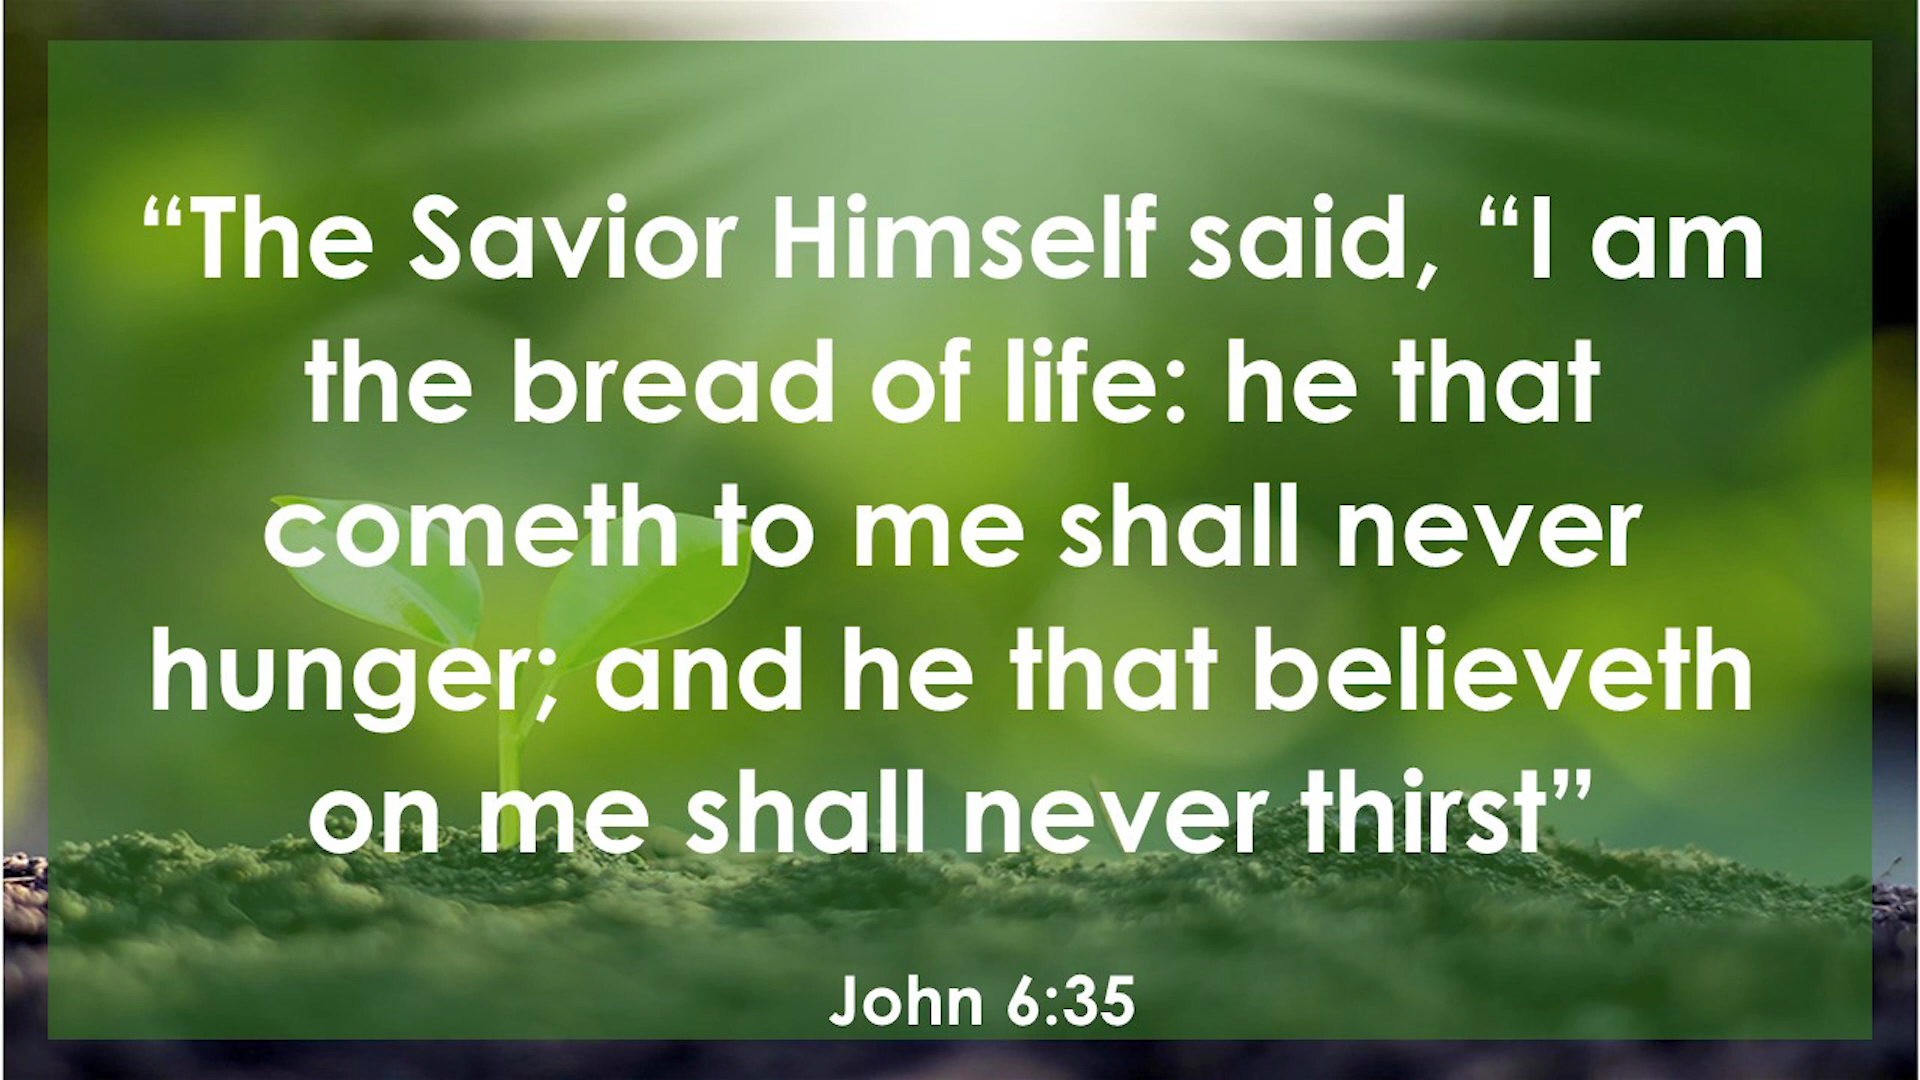 “The Savior Himself said, “I am
the bread of life: he that
cometh to me shall never
hunger; and he that believeth
on me shall never thirst”
John 6:35